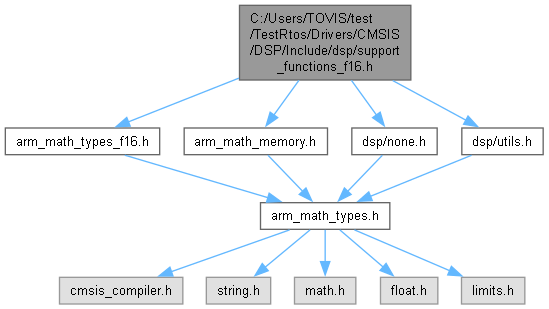 C:/Users/TOVIS/test
/TestRtos/Drivers/CMSIS
/DSP/Include/dsp/support
_functions_f16.h
arm_math_types_f16.h
arm_math_memory.h
dsp/none.h
dsp/utils.h
arm_math_types.h
cmsis_compiler.h
string.h
math.h
float.h
limits.h